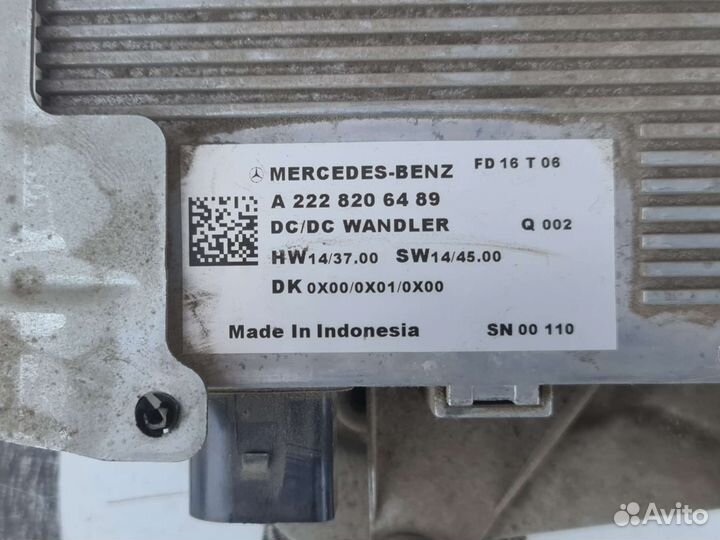 MERCEDES-BENZ FD 16 T 06
A 222 820 64 89
DC/DC WANDLER Q 002
HW14/37.00 SW14/45.00
DK 0X00/0X01/0X00
Made In Indonesia SN 00 110
Avito